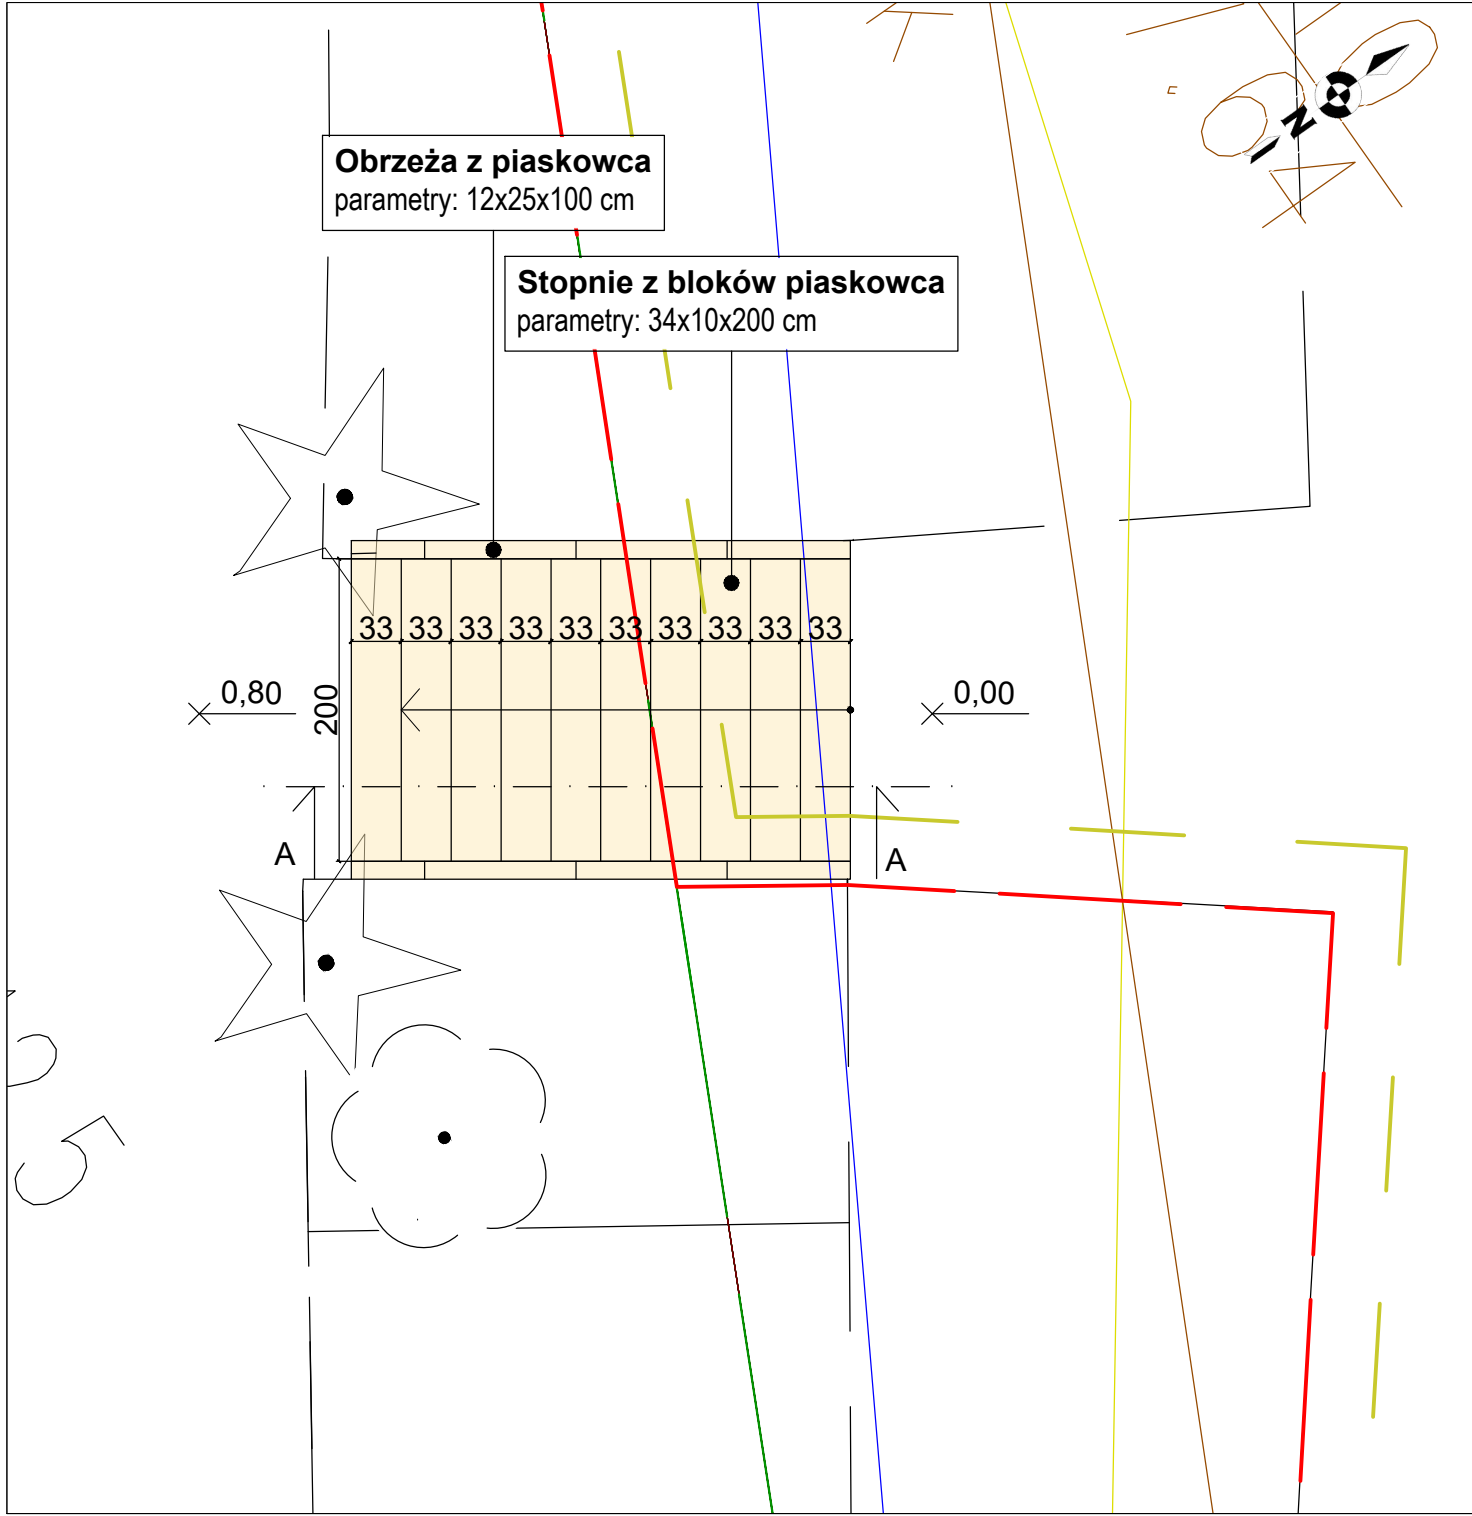 N
Obrzeża z piaskowca
parametry: 12x25x100 cm
Stopnie z bloków piaskowca
parametry: 34x10x200 cm
33 33 33 33 33 33 33 33 33 33
0,80
200
0,00
A
A